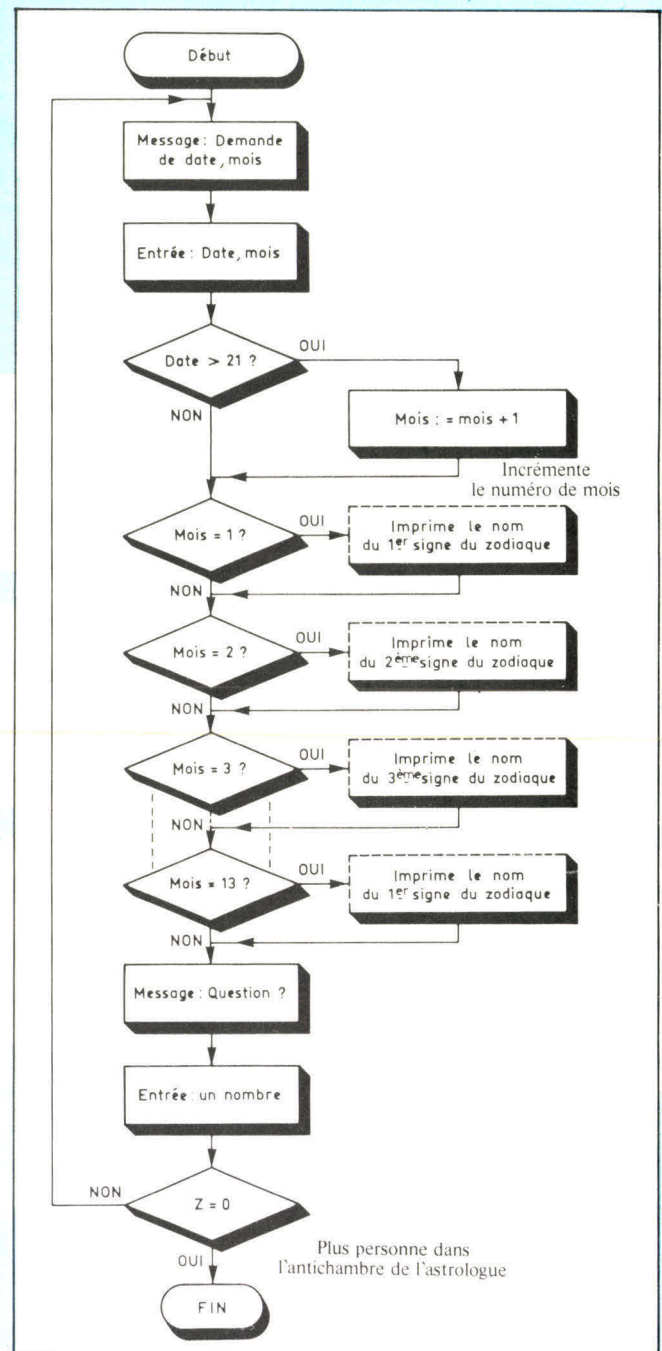 Début
Message: Demande
de date, mois
Entrée: Date, mois
Date > 21 ?
OUI
NON
Mois : = mois + 1
Incrémente
le numéro de mois
Mois = 1 ?
OUI
Imprime le nom
du 1er signe du zodiaque
NON
Mois = 2 ?
OUI
Imprime le nom
du 2ème signe du zodiaque
NON
Mois = 3 ?
OUI
Imprime le nom
du 3ème signe du zodiaque
NON
Mois = 13 ?
OUI
Imprime le nom
du 1er signe du zodiaque
NON
Message: Question ?
Entrée: un nombre
NON
Z = 0
Plus personne dans
l'antichambre de l'astrologue
OUI
FIN